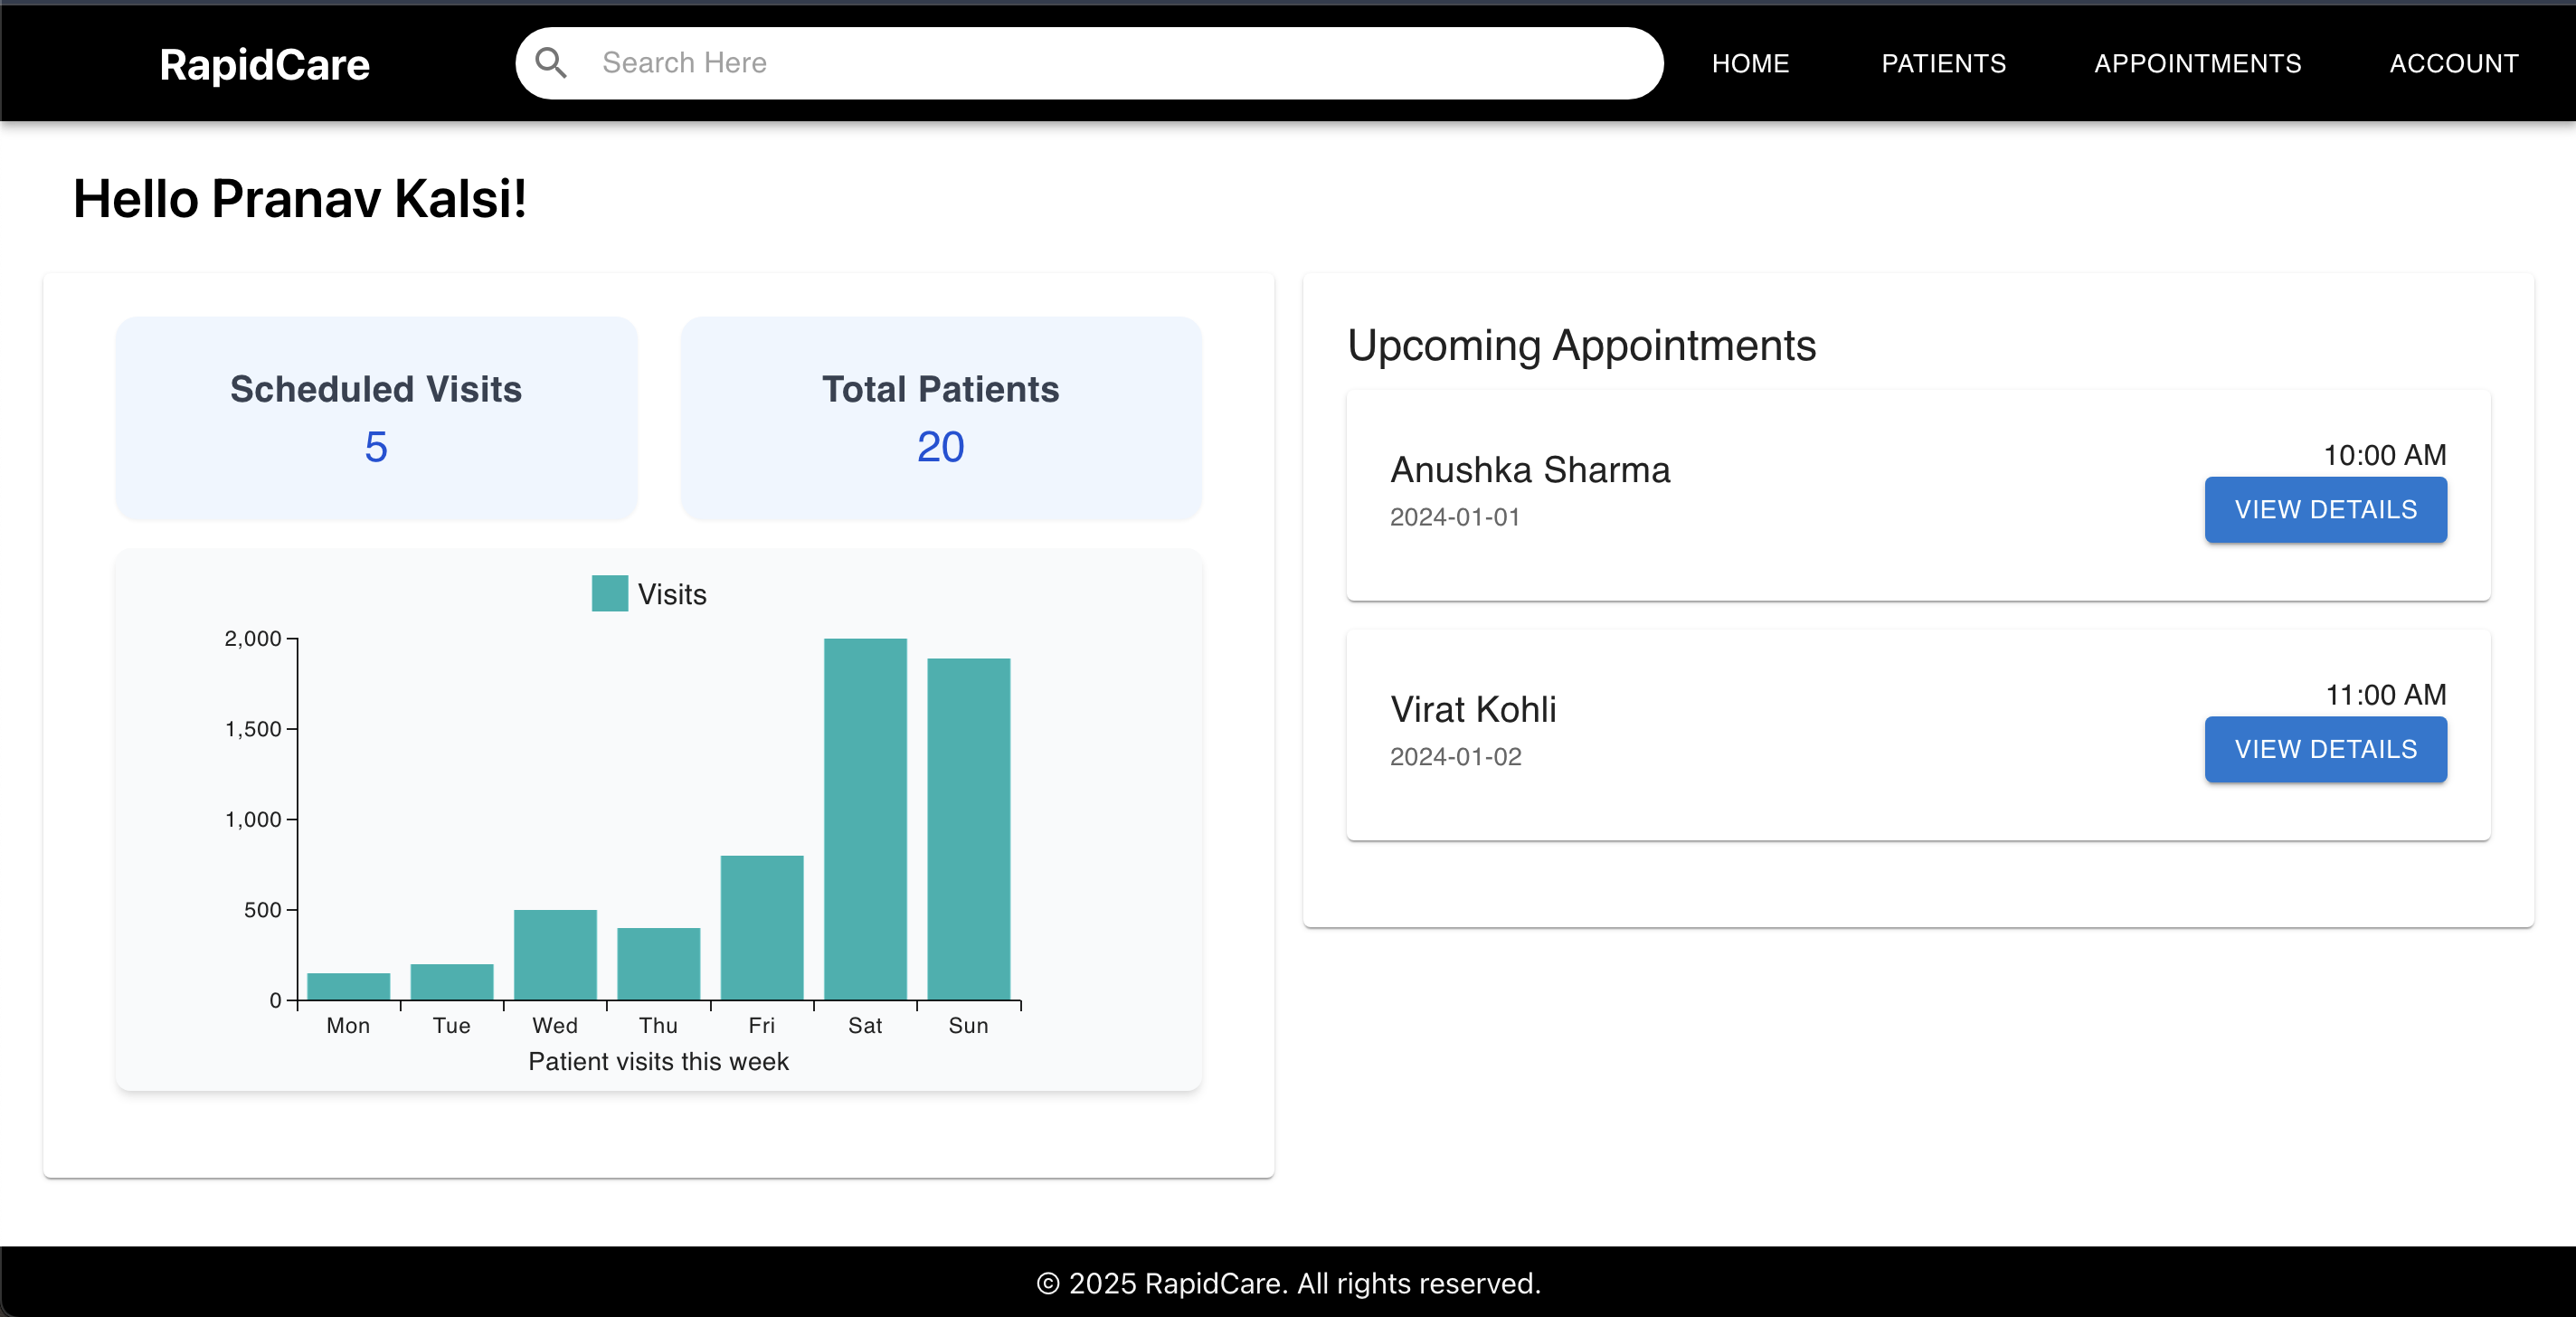 RapidCare
Search Here
HOME
PATIENTS
APPOINTMENTS
ACCOUNT
Hello Pranav Kalsi!
Scheduled Visits
5
Total Patients
20
Visits
2,000
1,500
1,000
500
0
Mon
Tue
Wed
Thu
Fri
Sat
Sun
Patient visits this week
Upcoming Appointments
Anushka Sharma
2024-01-01
10:00 AM
VIEW DETAILS
Virat Kohli
2024-01-02
11:00 AM
VIEW DETAILS
© 2025 RapidCare. All rights reserved.